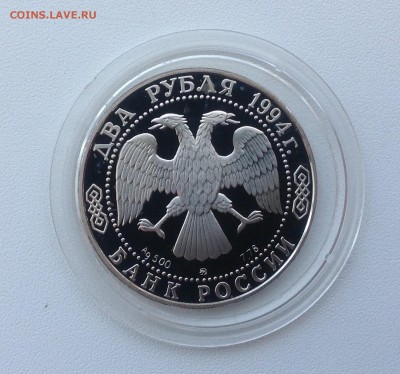 COINS.LAVE.RU
ДВА РУБЛЯ 1994 г.
Ag 500
7,78
БАНК РОССИИ